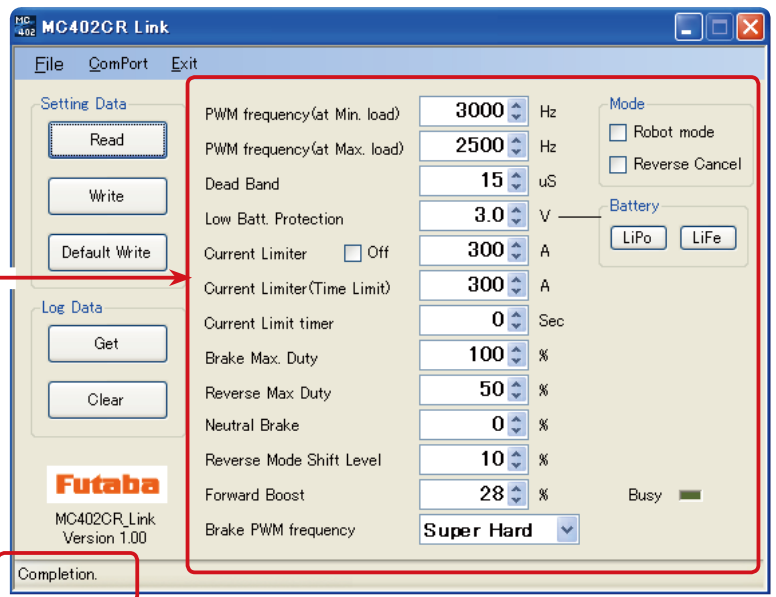 MC402CR Link
File ComPort Exit
Setting Data
Read
Write
Default Write
Log Data
Get
Clear
Futaba
MC402CR_Link
Version 1.00
PWM frequency(at Min. load) 3000 Hz
PWM frequency(at Max. load) 2500 Hz
Dead Band 15 uS
Low Batt. Protection 3.0 V
Current Limiter Off 300 A
Current Limiter(Time Limit) 300 A
Current Limit timer 0 Sec
Brake Max. Duty 100 %
Reverse Max Duty 50 %
Neutral Brake 0 %
Reverse Mode Shift Level 10 %
Forward Boost 28 %
Brake PWM frequency Super Hard
Mode
Robot mode
Reverse Cancel
Battery
LiPo LiFe
Busy
Completion.
MC-
402